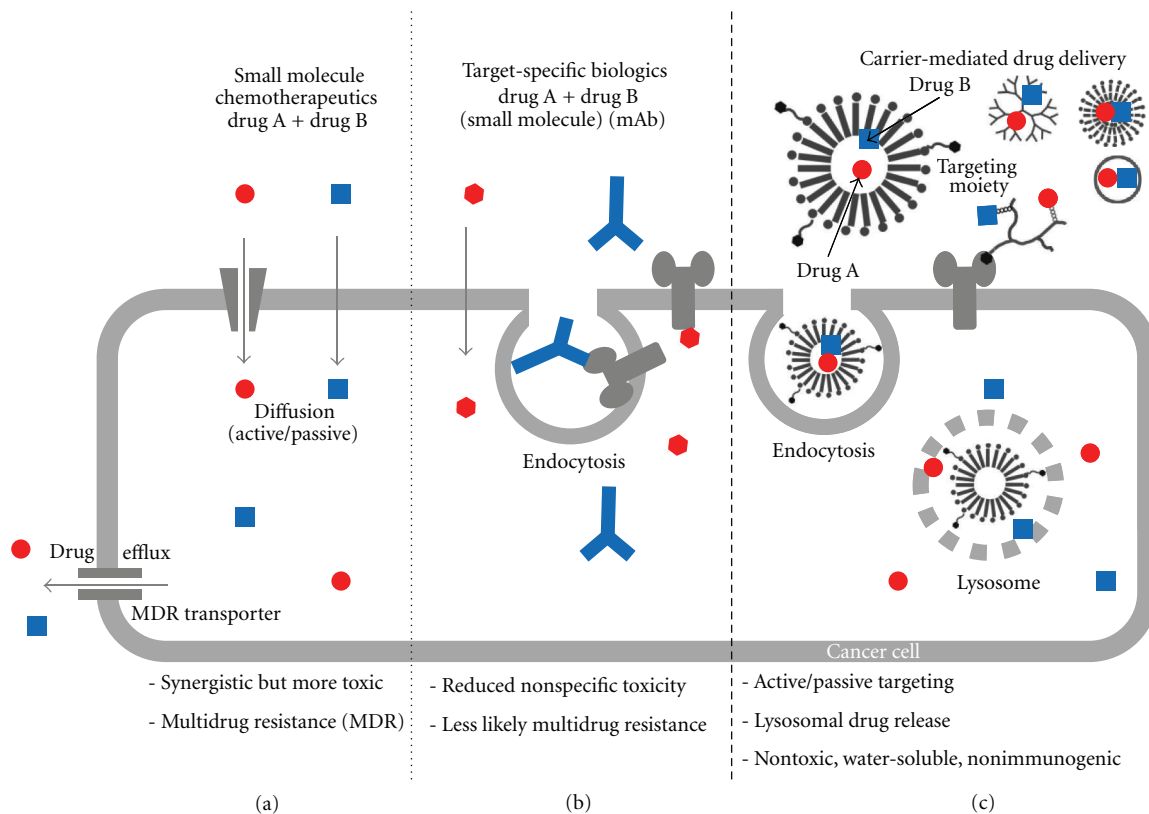 Small molecule
chemotherapeutics
drug A + drug B
Diffusion
(active/passive)
Drug efflux
MDR transporter
- Synergistic but more toxic
- Multidrug resistance (MDR)
(a)
Target-specific biologics
drug A + drug B
(small molecule) (mAb)
Endocytosis
- Reduced nonspecific toxicity
- Less likely multidrug resistance
(b)
Carrier-mediated drug delivery
Drug B
Targeting
moiety
Drug A
Endocytosis
Lysosome
Cancer cell
- Active/passive targeting
- Lysosomal drug release
- Nontoxic, water-soluble, nonimmunogenic
(c)